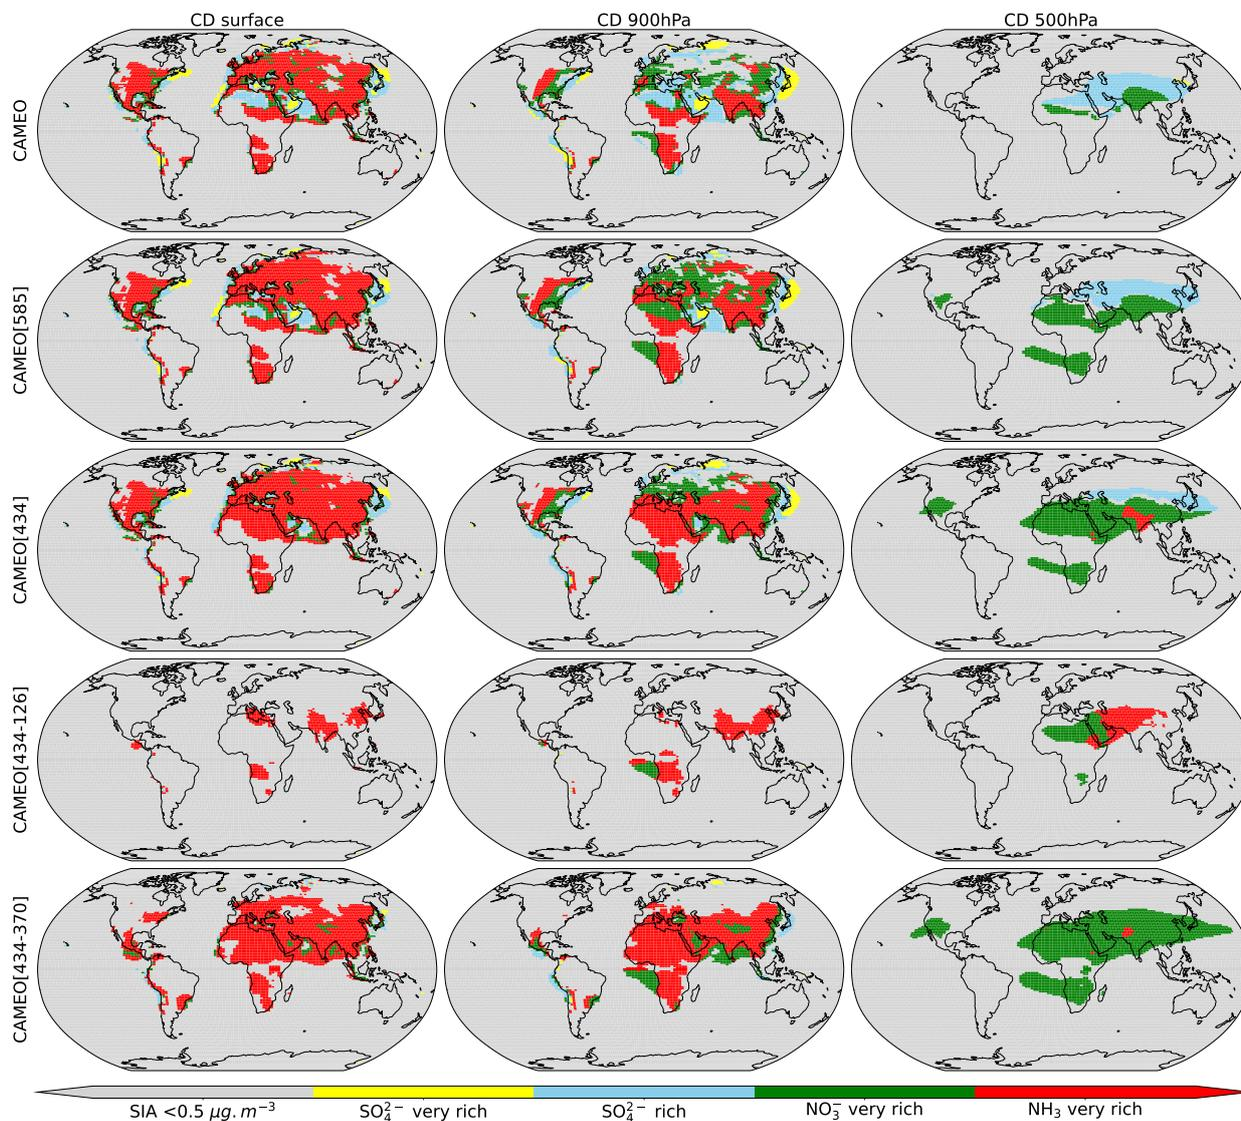 CD surface CD 900hPa CD 500hPa
CAMEO
CAMEO[585]
CAMEO[434]
CAMEO[434-126]
CAMEO[434-370]
SIA <0.5 μg.m⁻³ SO₄²⁻ very rich SO₄²⁻ rich NO₃⁻ very rich NH₃ very rich